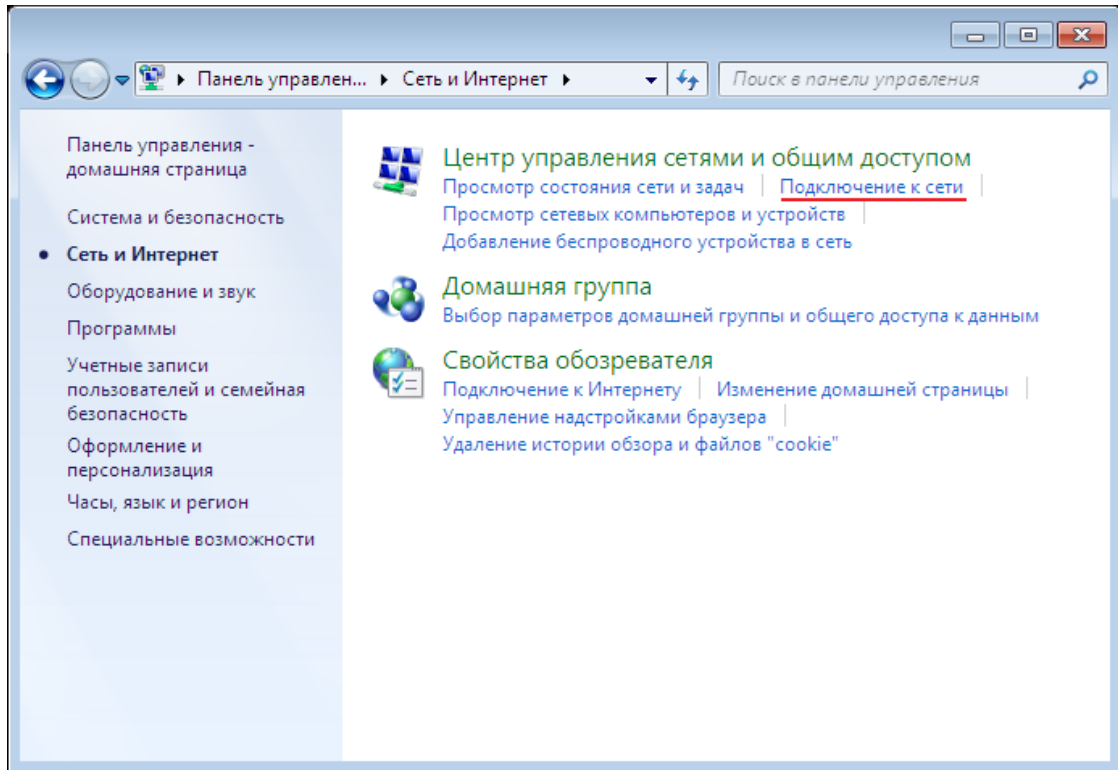 Панель управлен... Сеть и Интернет
Поиск в панели управления
Панель управления -
домашняя страница
Система и безопасность
Сеть и Интернет
Оборудование и звук
Программы
Учетные записи
пользователей и семейная
безопасность
Оформление и
персонализация
Часы, язык и регион
Специальные возможности
Центр управления сетями и общим доступом
Просмотр состояния сети и задач Подключение к сети
Просмотр сетевых компьютеров и устройств
Добавление беспроводного устройства в сеть
Домашняя группа
Выбор параметров домашней группы и общего доступа к данным
Свойства обозревателя
Подключение к Интернету Изменение домашней страницы
Управление надстройками браузера
Удаление истории обзора и файлов "cookie"